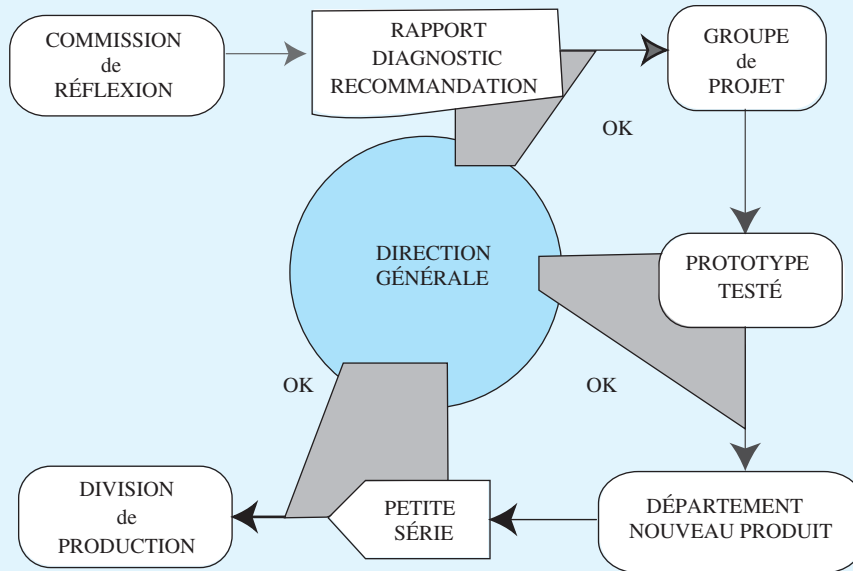 COMMISSION
de
RÉFLEXION
RAPPORT
DIAGNOSTIC
RECOMMANDATION
GROUPE
de
PROJET
OK
DIRECTION
GÉNÉRALE
PROTOTYPE
TESTÉ
OK
OK
DIVISION
de
PRODUCTION
PETITE
SÉRIE
DÉPARTEMENT
NOUVEAU PRODUIT